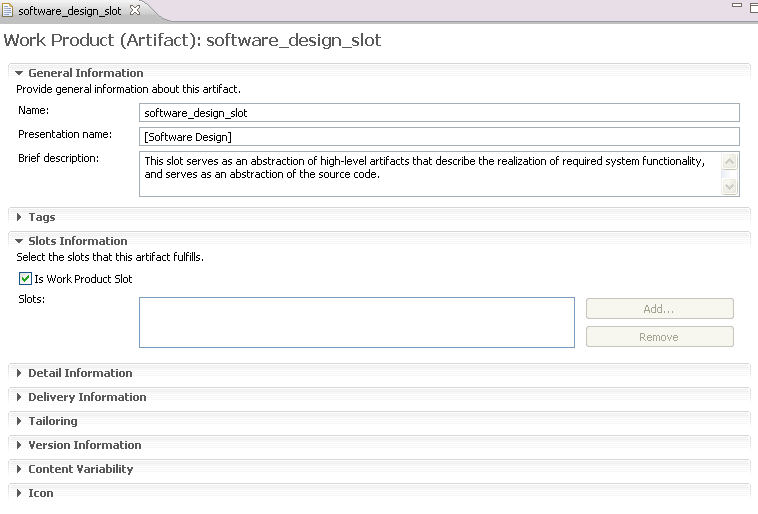 software_design_slot
Work Product (Artifact): software_design_slot
General Information
Provide general information about this artifact.
Name:
software_design_slot
Presentation name:
[Software Design]
Brief description:
This slot serves as an abstraction of high-level artifacts that describe the realization of required system functionality,
and serves as an abstraction of the source code.
Tags
Slots Information
Select the slots that this artifact fulfills.
Is Work Product Slot
Slots:
Add...
Remove
Detail Information
Delivery Information
Tailoring
Version Information
Content Variability
Icon